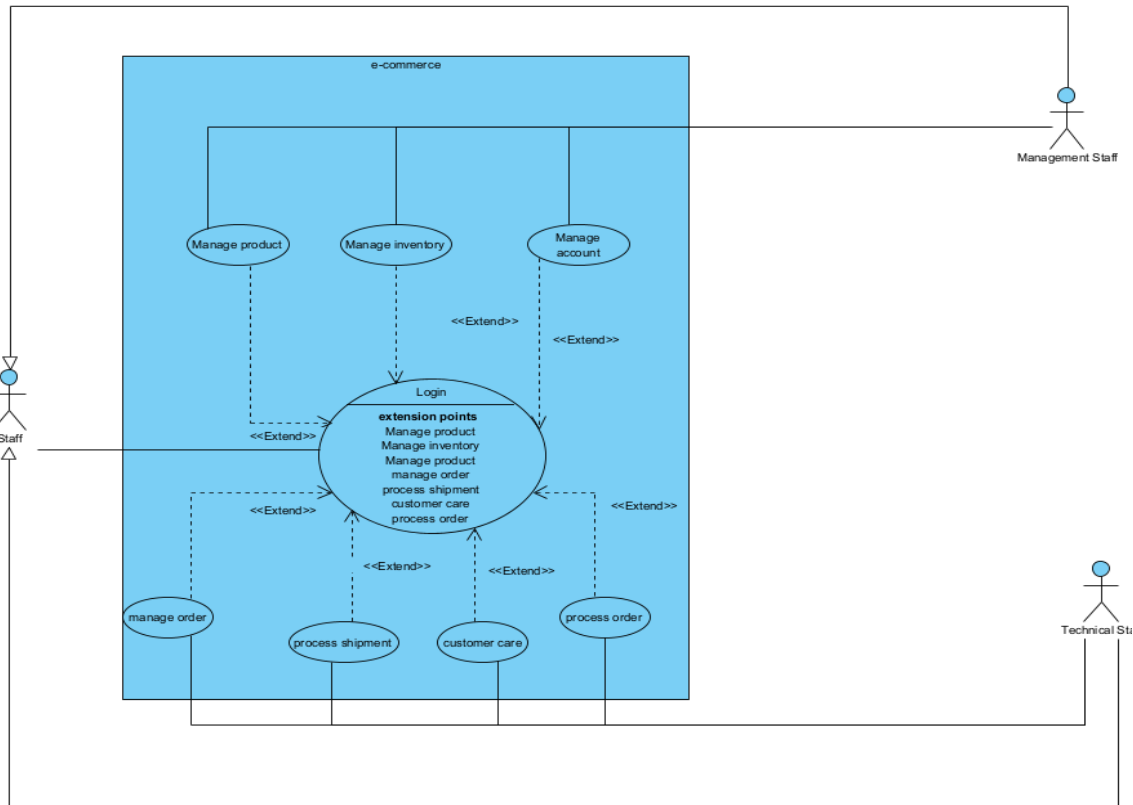 e-commerce
Management Staff
Manage product
Manage inventory
Manage
account
<<Extend>>
<<Extend>>
Login
extension points
Manage product
Manage inventory
Manage product
manage order
process shipment
customer care
process order
<<Extend>>
Staff
<<Extend>>
<<Extend>>
<<Extend>>
<<Extend>>
manage order
process shipment
customer care
process order
Technical Sta